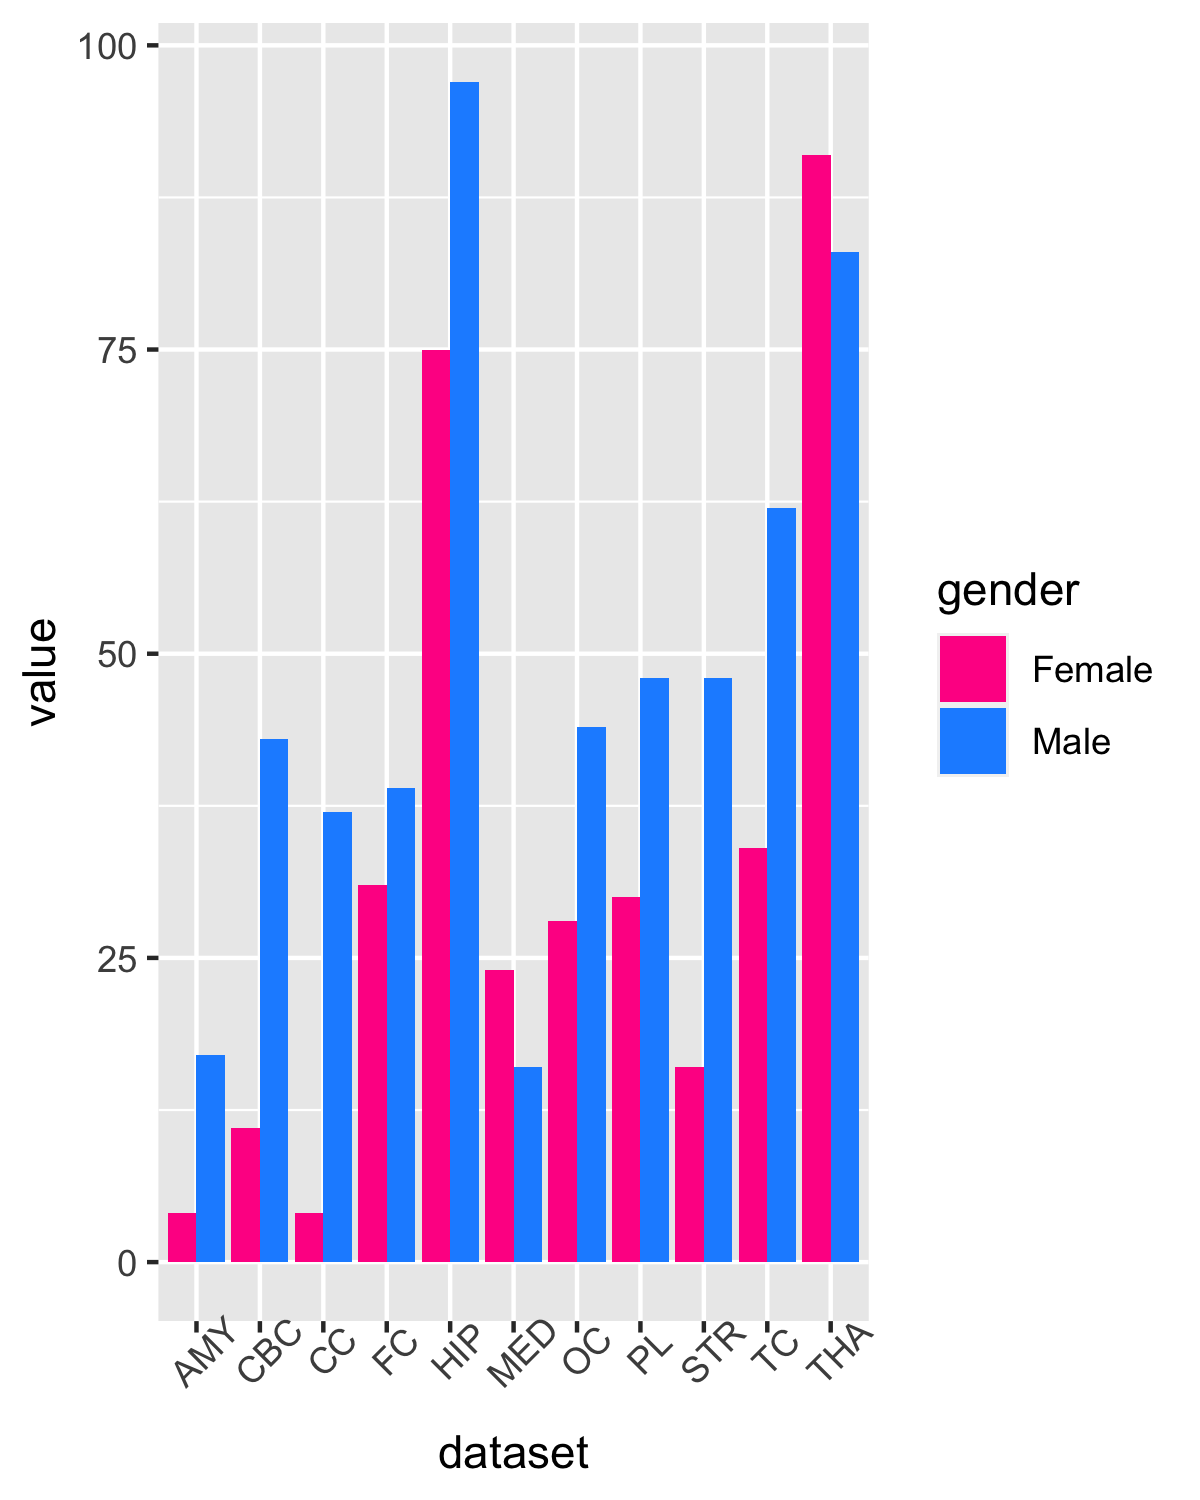 100
75
50
25
0
value
AMY CBC CC FC HIP MED OC PL STR TC THA
dataset
gender
Female
Male